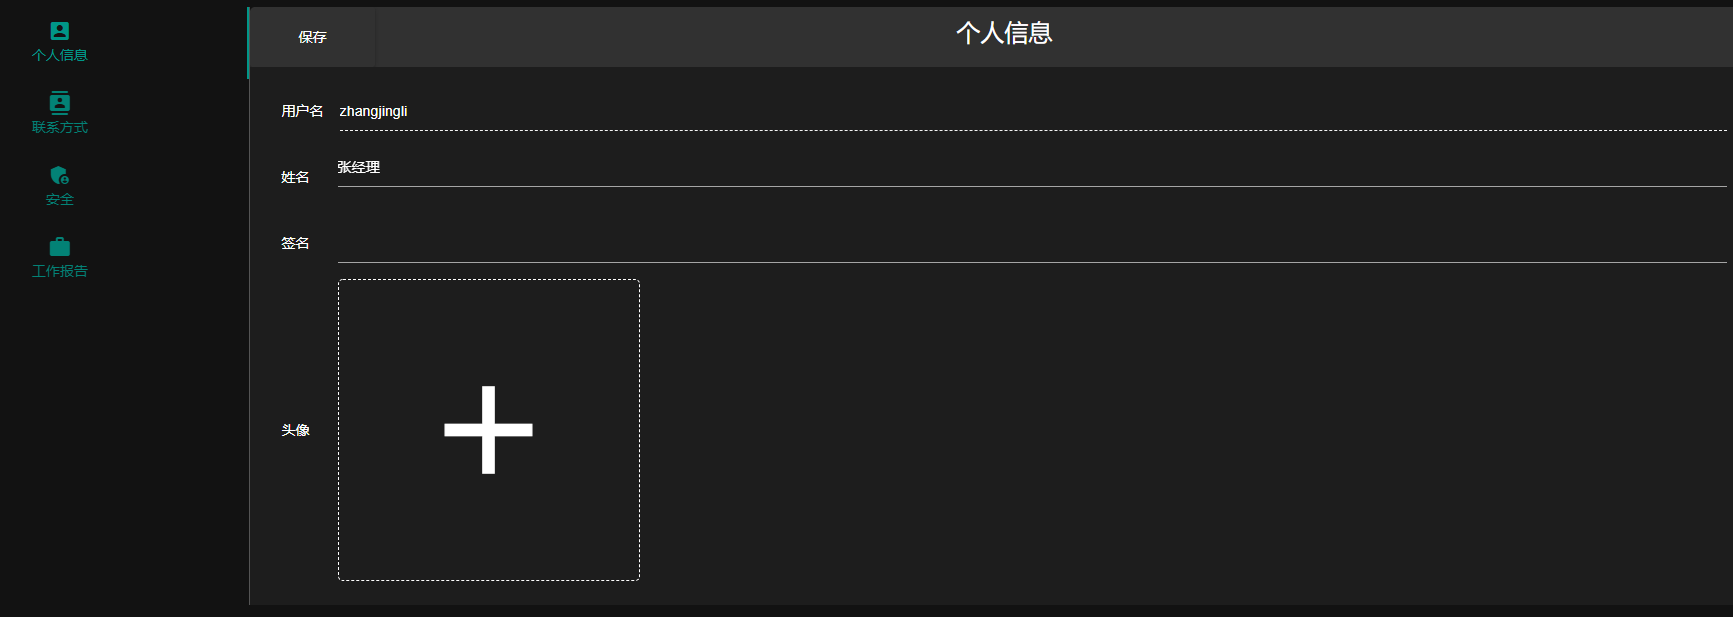 个人信息
联系方式
安全
工作报告
保存
个人信息
用户名 zhangjingli
姓名 张经理
签名
头像